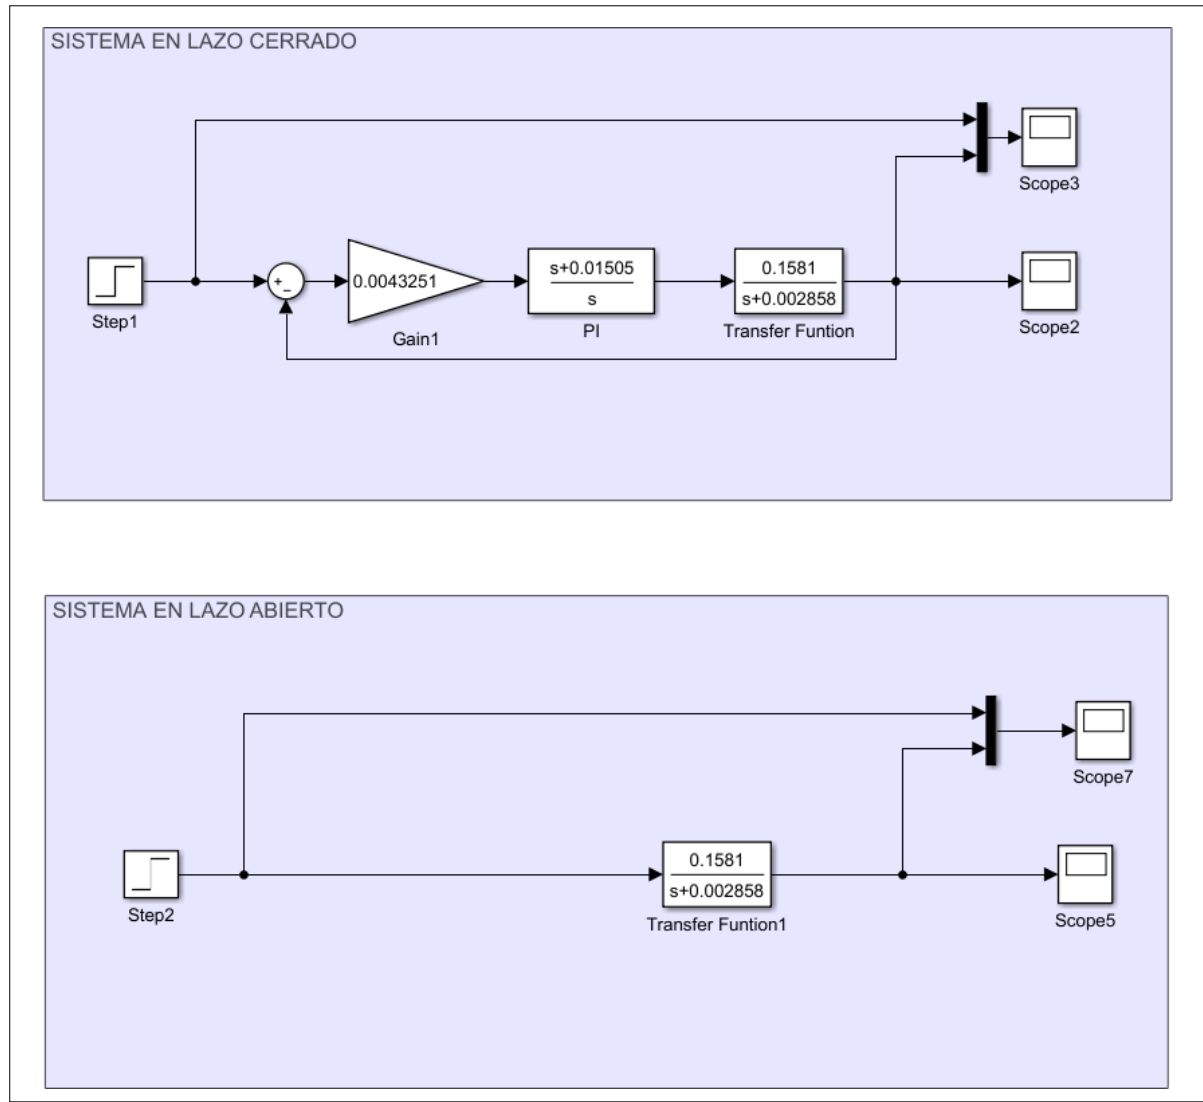 SISTEMA EN LAZO CERRADO
Scope3
Step1
+
−
0.0043251
Gain1
s+0.01505
s
PI
0.1581
s+0.002858
Transfer Funtion
Scope2
SISTEMA EN LAZO ABIERTO
Scope7
Step2
0.1581
s+0.002858
Transfer Funtion1
Scope5